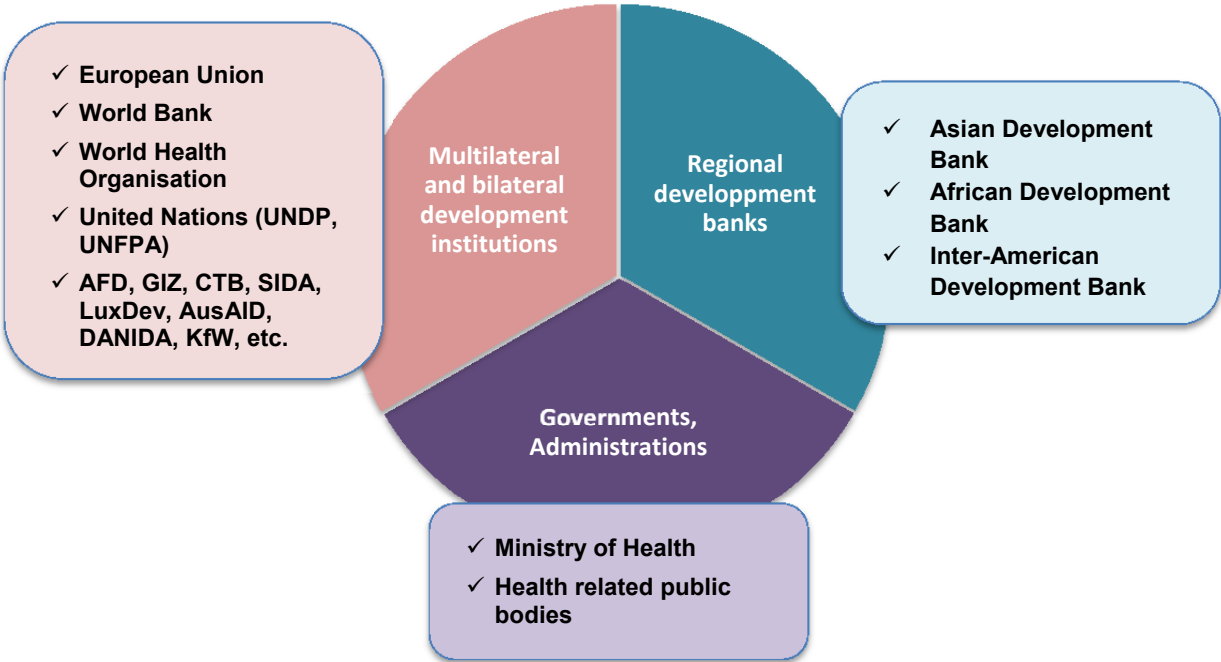 ✓ European Union
✓ World Bank
✓ World Health
Organisation
✓ United Nations (UNDP,
UNFPA)
✓ AFD, GIZ, CTB, SIDA,
LuxDev, AusAID,
DANIDA, KfW, etc.
Multilateral
and bilateral
development
institutions
Regional
developpment
banks
✓ Asian Development
Bank
✓ African Development
Bank
✓ Inter-American
Development Bank
Governments,
Administrations
✓ Ministry of Health
✓ Health related public
bodies